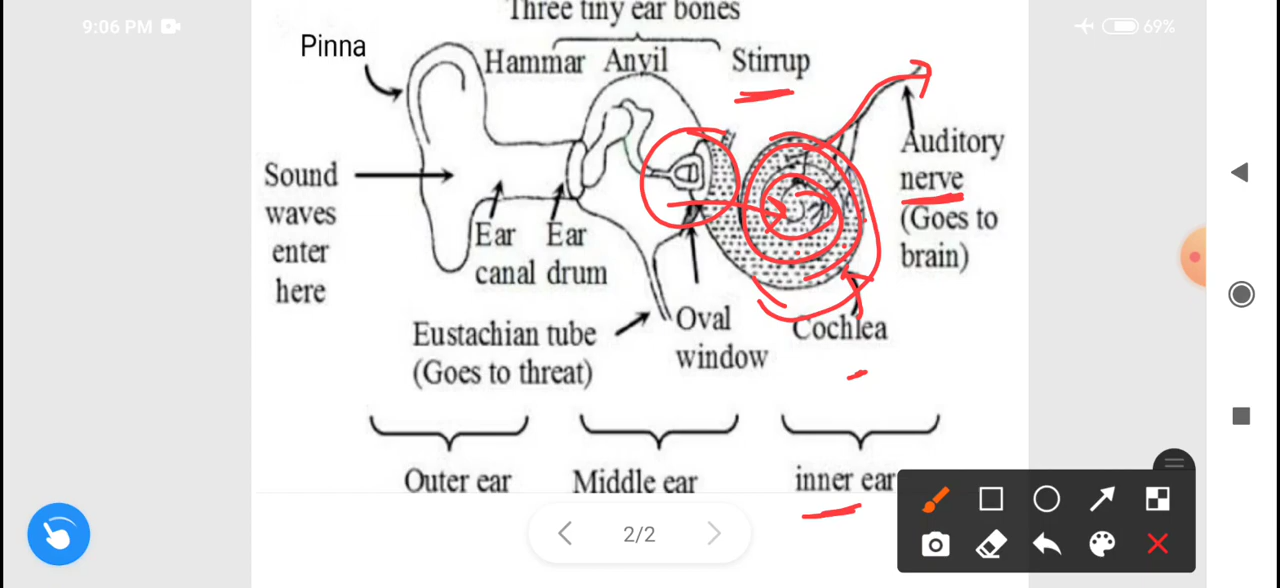 9:06 PM
69%
Three tiny ear bones
Pinna
Hammar Anvil Stirrup
Sound
waves
enter
here
Ear
canal
Ear
drum
Auditory
nerve
(Goes to
brain)
Eustachian tube
(Goes to threat)
Oval
window
Cochlea
Outer ear
Middle ear
inner ear
2/2